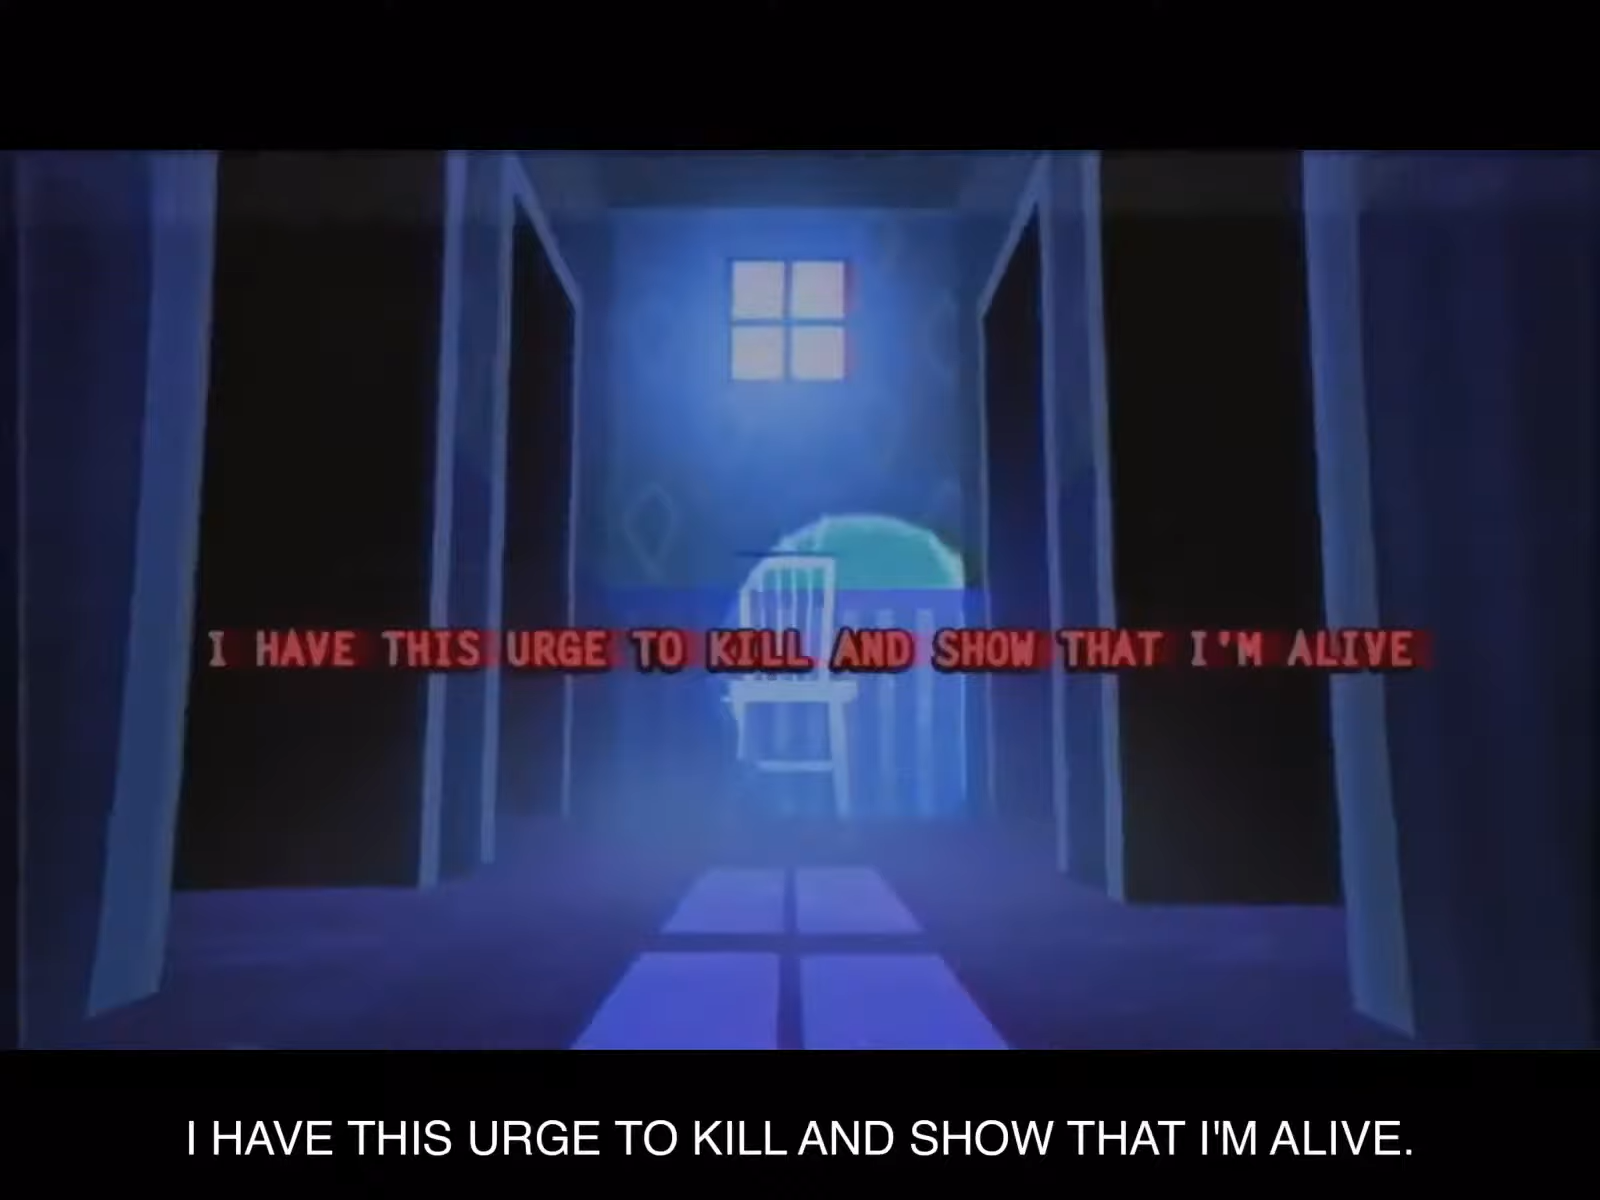 I HAVE THIS URGE TO KILL AND SHOW THAT I'M ALIVE
I HAVE THIS URGE TO KILL AND SHOW THAT I'M ALIVE.